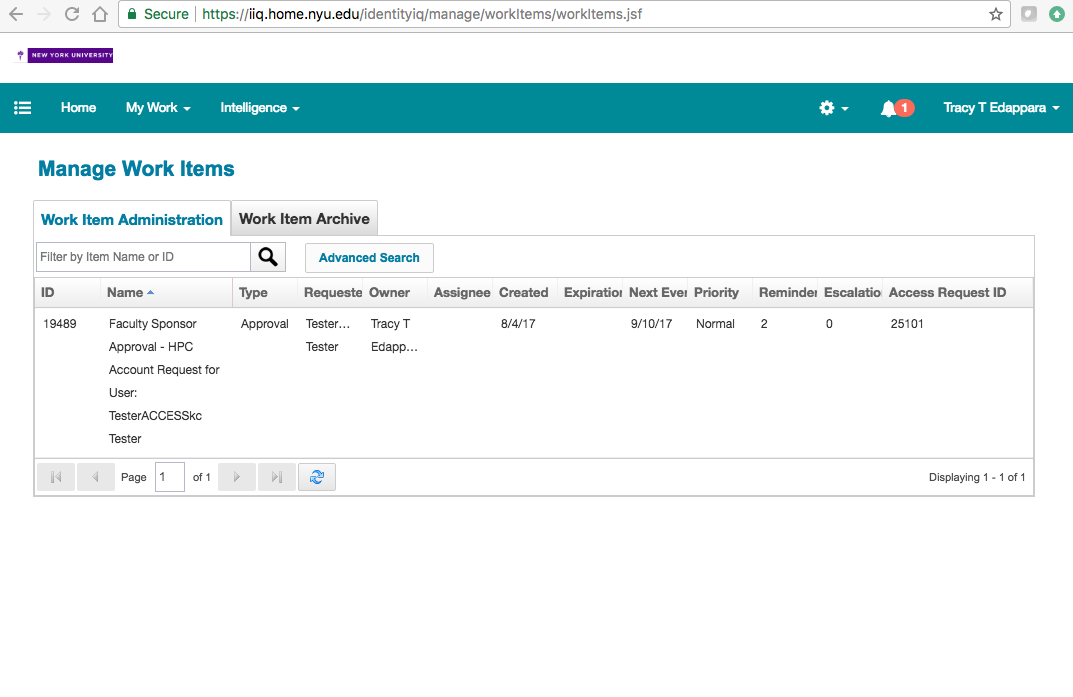 Secure https://iiq.home.nyu.edu/identityiq/manage/workItems/workItems.jsf
NEW YORK UNIVERSITY
Home My Work Intelligence 1 Tracy T Edappara
Manage Work Items
Work Item Administration Work Item Archive
Filter by Item Name or ID Advanced Search
ID Name Type Requeste Owner Assignee Created Expiration Next Ever Priority Reminder Escalatio Access Request ID
19489 Faculty Sponsor Approval Tester... Tracy T 8/4/17 9/10/17 Normal 2 0 25101
Approval - HPC Tester Edapp...
Account Request for
User:
TesterACCESSkc
Tester
Page 1 of 1 Displaying 1 - 1 of 1